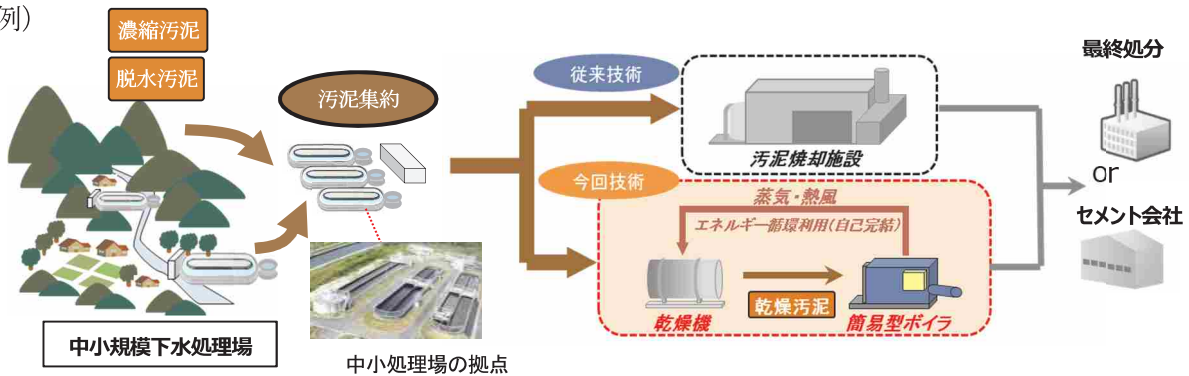 例）
濃縮汚泥
脱水汚泥
汚泥集約
中小規模下水処理場
中小処理場の拠点
従来技術
汚泥焼却施設
今回技術
蒸気・熱風
エネルギー循環利用(自己完結)
乾燥機
乾燥汚泥
簡易型ボイラ
最終処分
or
セメント会社